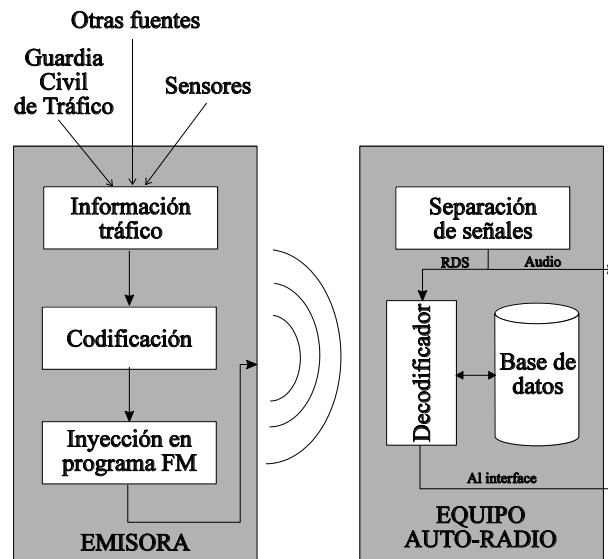 Otras fuentes
Guardia
Civil
de Tráfico
Sensores
Información
tráfico
Codificación
Inyección en
programa FM
EMISORA
Separación
de señales
RDS
Audio
Decodificador
Base de
datos
Al interface
EQUIPO
AUTO-RADIO